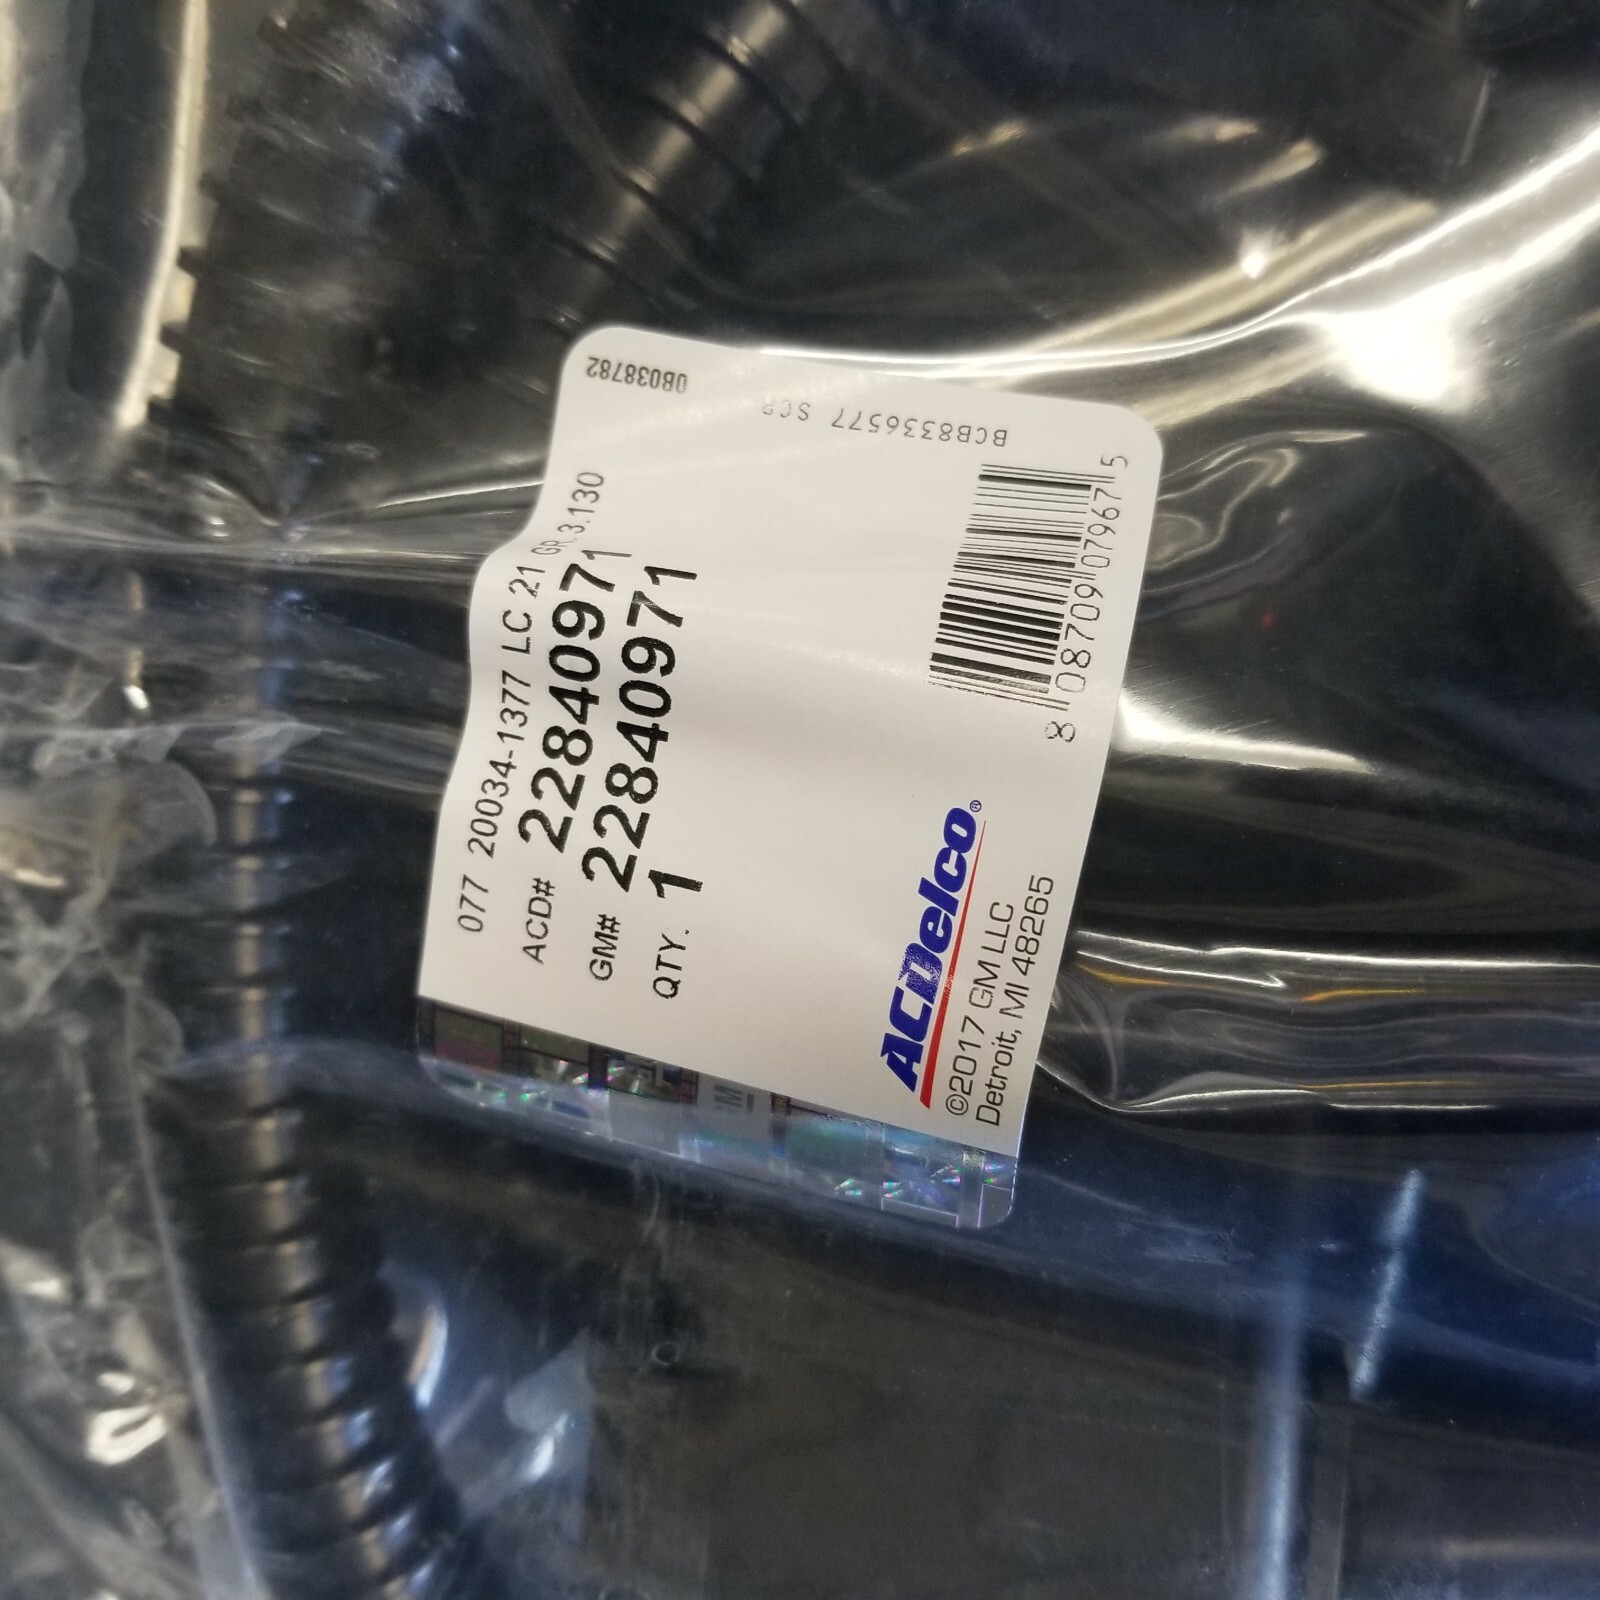 077 20034-1377 LC 21 GR.3.130
ACD# 22840971
GM# 22840971
QTY. 1
ACDelco®
©2017 GM LLC
Detroit, MI 48265
8 08709 07967 5
0B038782
BCB8336577
GM